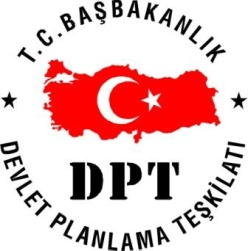 T.C. BAŞBAKANLIK
DPT
DEVLET PLANLAMA TEŞKİLATI